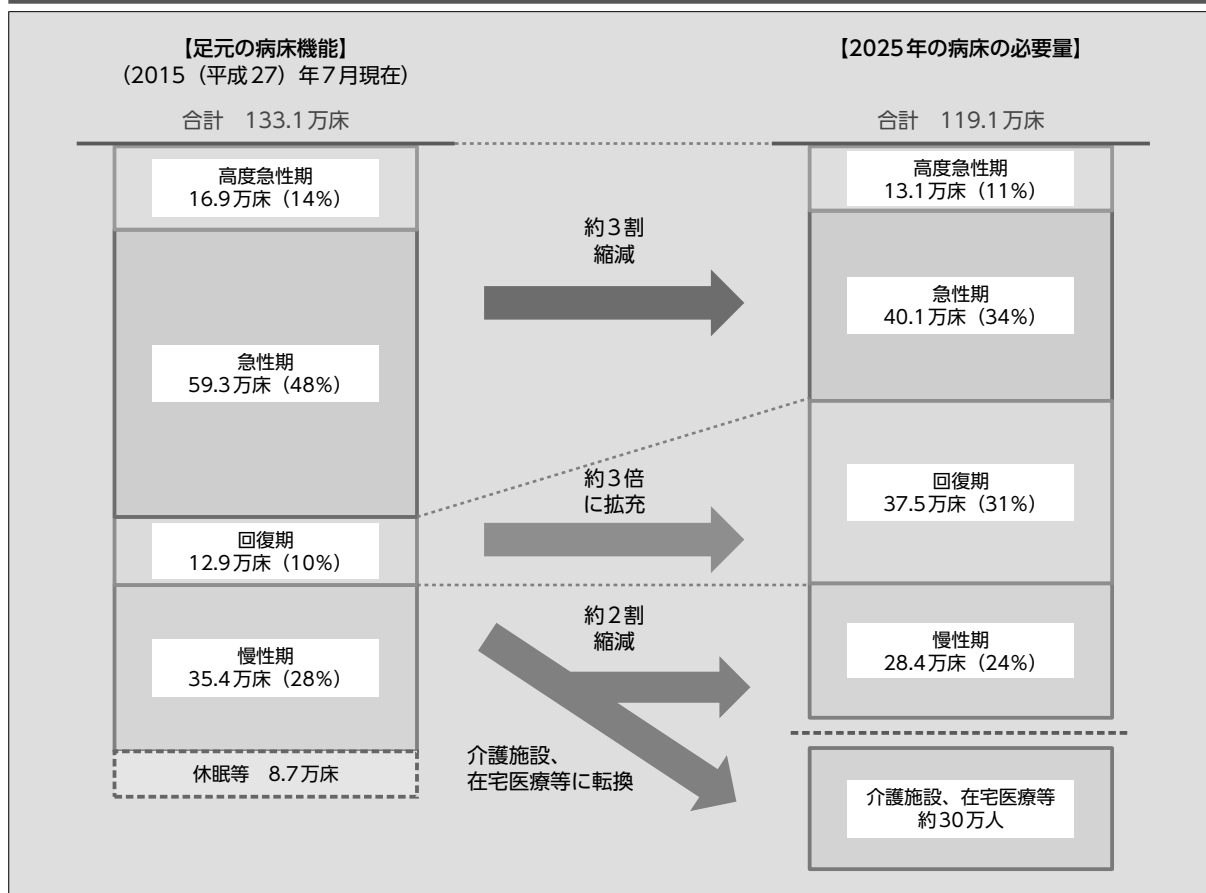 【足元の病床機能】
（2015（平成27）年7月現在）
合計　133.1万床
高度急性期
16.9万床（14%）
急性期
59.3万床（48%）
回復期
12.9万床（10%）
慢性期
35.4万床（28%）
休眠等　8.7万床
約3割
縮減
約3倍
に拡充
約2割
縮減
介護施設、
在宅医療等に転換
【2025年の病床の必要量】
合計　119.1万床
高度急性期
13.1万床（11%）
急性期
40.1万床（34%）
回復期
37.5万床（31%）
慢性期
28.4万床（24%）
介護施設、在宅医療等
約30万人